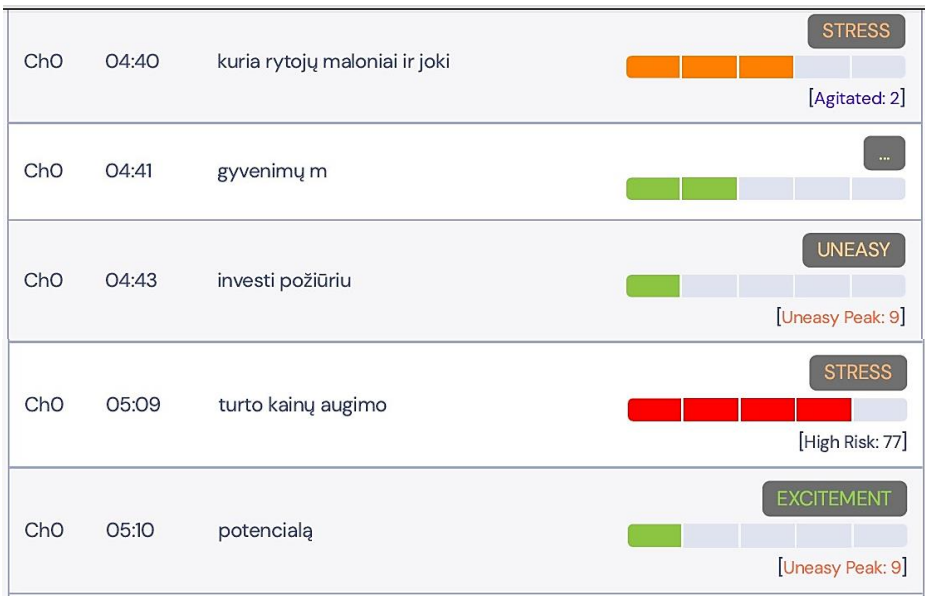 STRESS
Ch0 04:40 kuria rytojų maloniai ir joki
[Agitated: 2]
...
Ch0 04:41 gyvenimų m
UNEASY
Ch0 04:43 investi požiūriu
[Uneasy Peak: 9]
STRESS
Ch0 05:09 turto kainų augimo
[High Risk: 77]
EXCITEMENT
Ch0 05:10 potencialą
[Uneasy Peak: 9]